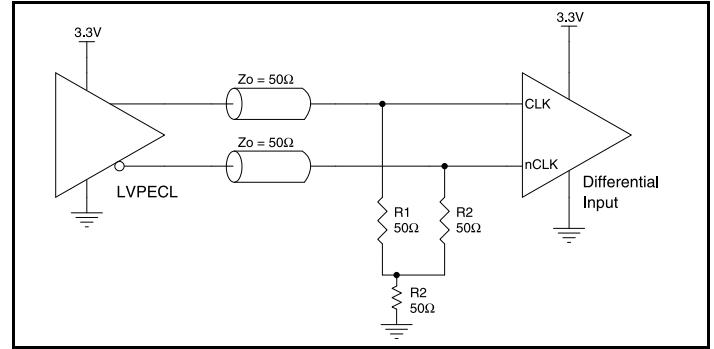 3.3V
3.3V
Zo = 50Ω
CLK
Zo = 50Ω
nCLK
LVPECL
Differential
Input
R1
50Ω
R2
50Ω
R2
50Ω